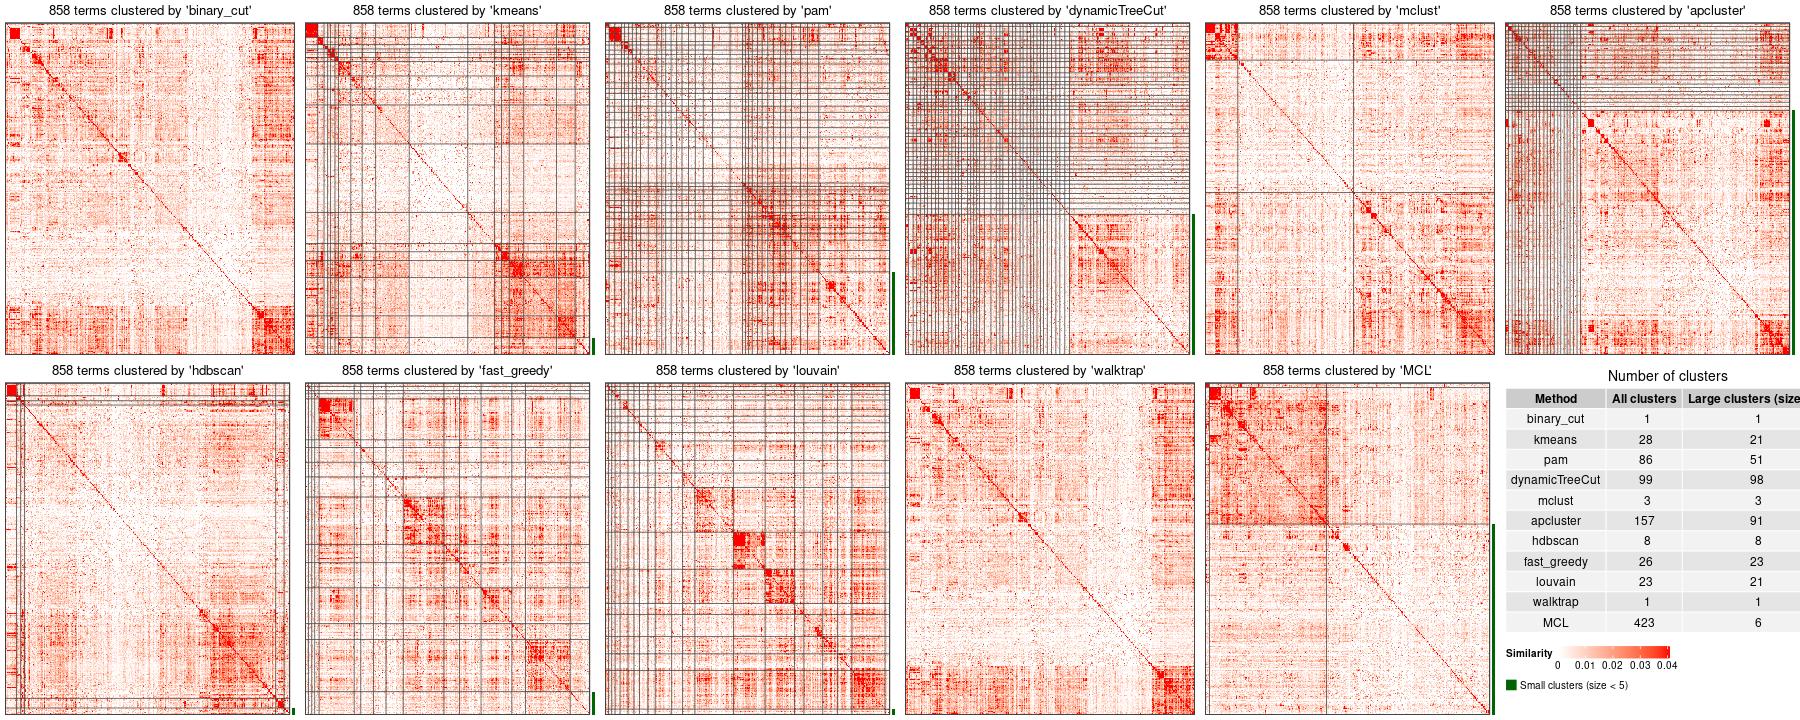 858 terms clustered by 'binary_cut'
858 terms clustered by 'kmeans'
858 terms clustered by 'pam'
858 terms clustered by 'dynamicTreeCut'
858 terms clustered by 'mclust'
858 terms clustered by 'apcluster'
858 terms clustered by 'hdbscan'
858 terms clustered by 'fast_greedy'
858 terms clustered by 'louvain'
858 terms clustered by 'walktrap'
858 terms clustered by 'MCL'
Number of clusters
Method All clusters Large clusters (size
binary_cut 1 1
kmeans 28 21
pam 86 51
dynamicTreeCut 99 98
mclust 3 3
apcluster 157 91
hdbscan 8 8
fast_greedy 26 23
louvain 23 21
walktrap 1 1
MCL 423 6
Similarity
0 0.01 0.02 0.03 0.04
Small clusters (size < 5)